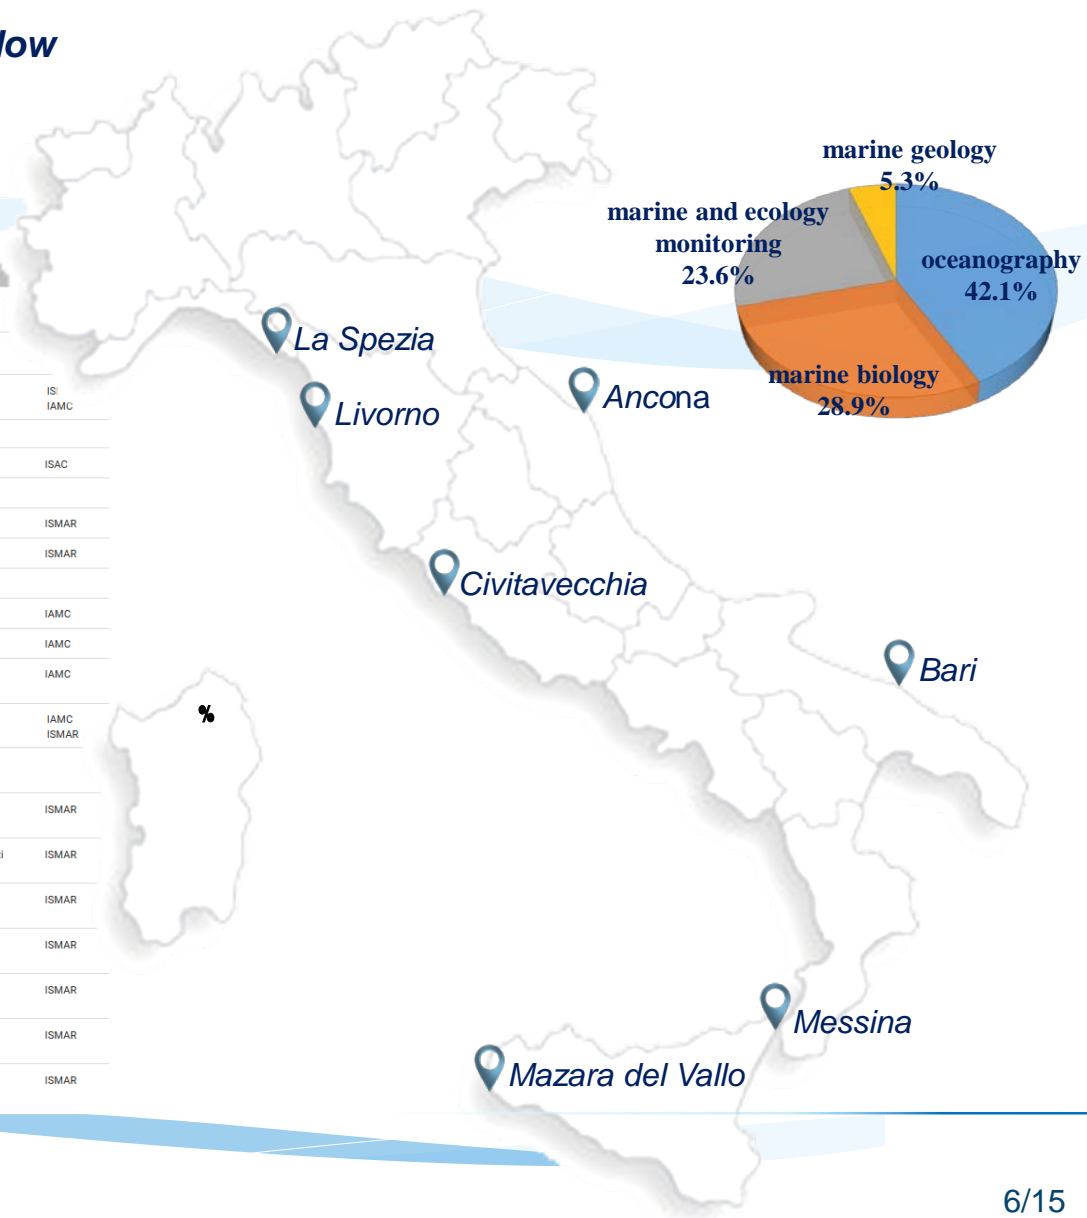 marine geology
5.3%
marine and ecology
monitoring
23.6%
oceanography
42.1%
marine biology
28.9%
La Spezia
Livorno
Ancona
Civitavecchia
Bari
Messina
Mazara del Vallo
%
IAMC
ISAC
ISMAR
ISMAR
IAMC
IAMC
IAMC
IAMC
ISMAR
ISMAR
ISMAR
ISMAR
ISMAR
ISMAR
ISMAR
ISMAR
6/15